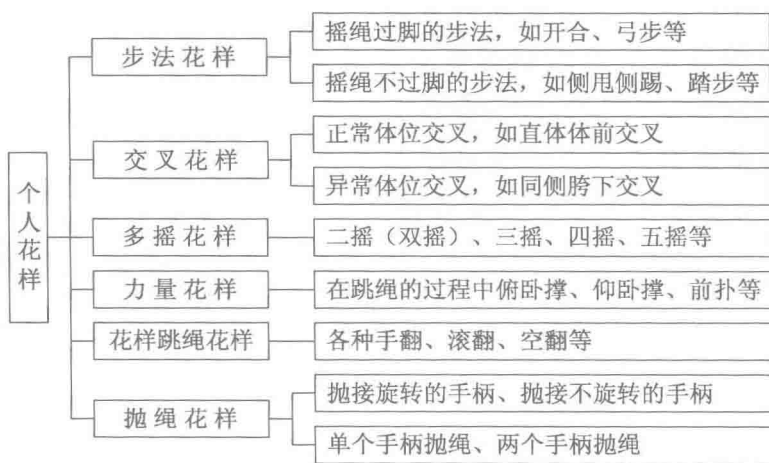 个人花样
步法花样
摇绳过脚的步法，如开合、弓步等
摇绳不过脚的步法，如侧甩侧踢、踏步等
交叉花样
正常体位交叉，如直体体前交叉
异常体位交叉，如同侧胯下交叉
多摇花样
二摇（双摇）、三摇、四摇、五摇等
力量花样
在跳绳的过程中俯卧撑、仰卧撑、前扑等
花样跳绳花样
各种手翻、滚翻、空翻等
抛绳花样
抛接旋转的手柄、抛接不旋转的手柄
单个手柄抛绳、两个手柄抛绳